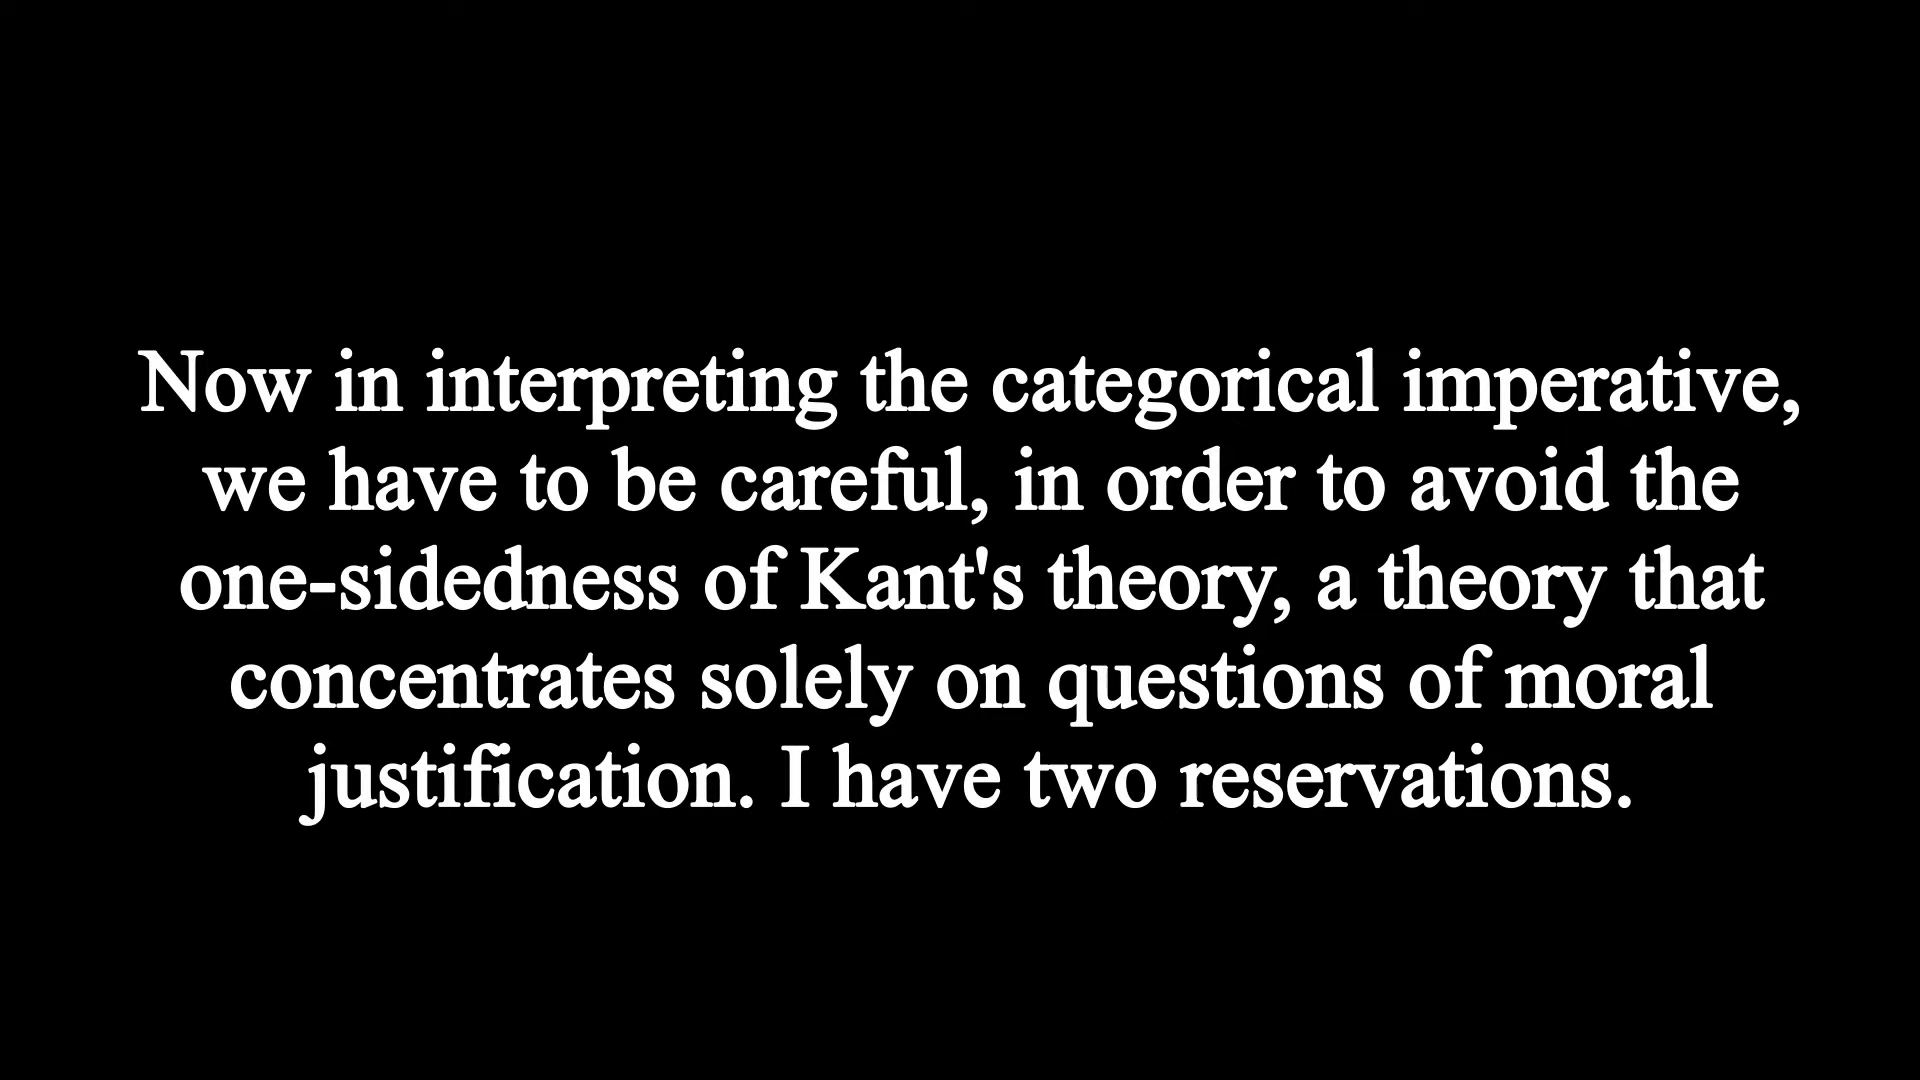 Now in interpreting the categorical imperative,
we have to be careful, in order to avoid the
one-sidedness of Kant's theory, a theory that
concentrates solely on questions of moral
justification. I have two reservations.